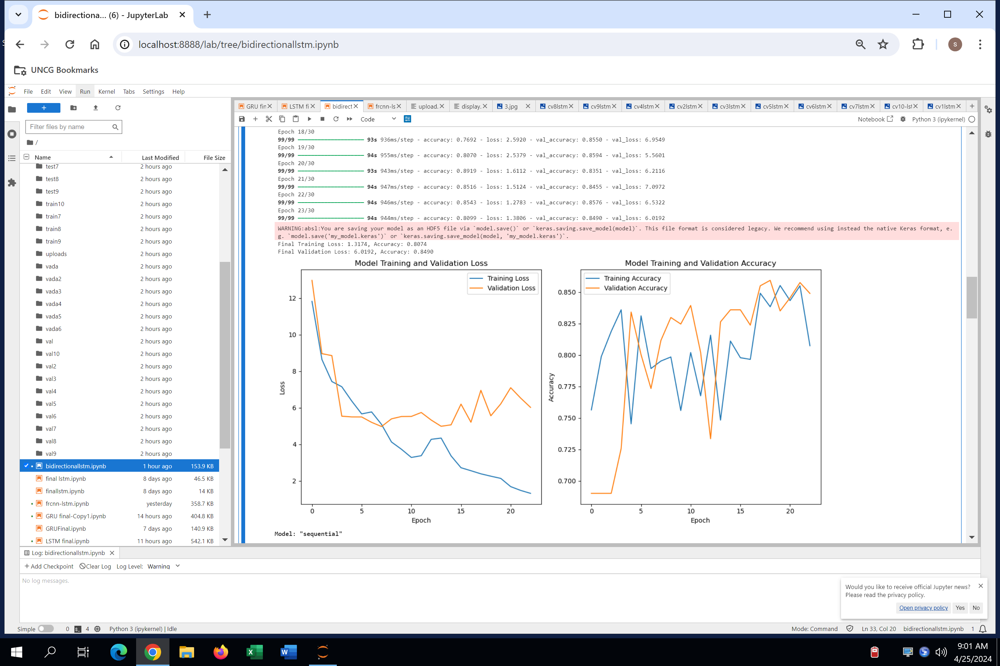 bidirectiona... (6) - JupyterLab
localhost:8888/lab/tree/bidirectionallstm.ipynb
S
UNCG Bookmarks
File Edit View Run Kernel Tabs Settings Help
GRU fin LSTM fi bidirect frcnn-ls upload. display. 3.jpg cv8lstm cv9lstm cv4lstm cv2lstm cv3lstm cv5lstm cv6lstm cv7lstm cv10-lst cv1lstm
Code Notebook Python 3 (ipykernel)
Filter files by name
/
Name Last Modified File Size
test7 2 hours ago
test8 2 hours ago
test9 2 hours ago
train10 2 hours ago
train7 2 hours ago
train8 2 hours ago
train9 2 hours ago
uploads 2 hours ago
vada 2 hours ago
vada2 2 hours ago
vada3 2 hours ago
vada4 2 hours ago
vada5 2 hours ago
vada6 2 hours ago
val 2 hours ago
val10 2 hours ago
val2 2 hours ago
val3 2 hours ago
val4 2 hours ago
val5 2 hours ago
val6 2 hours ago
val7 2 hours ago
val8 2 hours ago
val9 2 hours ago
bidirectionallstm.ipynb 1 hour ago 153.9 KB
final lstm.ipynb 8 days ago 46.5 KB
finallstm.ipynb 8 days ago 14 KB
frcnn-lstm.ipynb yesterday 358.7 KB
GRU final-Copy1.ipynb 14 hours ago 404.8 KB
GRUFinal.ipynb 7 days ago 140.9 KB
LSTM final.ipynb 11 hours ago 542.1 KB
Epoch 18/30
99/99 93s 936ms/step - accuracy: 0.7692 - loss: 2.5920 - val_accuracy: 0.8550 - val_loss: 6.9549
Epoch 19/30
99/99 94s 955ms/step - accuracy: 0.8070 - loss: 2.5379 - val_accuracy: 0.8594 - val_loss: 5.5601
Epoch 20/30
99/99 93s 943ms/step - accuracy: 0.8919 - loss: 1.6112 - val_accuracy: 0.8351 - val_loss: 6.2116
Epoch 21/30
99/99 94s 947ms/step - accuracy: 0.8516 - loss: 1.5124 - val_accuracy: 0.8455 - val_loss: 7.0972
Epoch 22/30
99/99 94s 946ms/step - accuracy: 0.8543 - loss: 1.2783 - val_accuracy: 0.8576 - val_loss: 6.5322
Epoch 23/30
99/99 94s 944ms/step - accuracy: 0.8099 - loss: 1.3806 - val_accuracy: 0.8490 - val_loss: 6.0192
WARNING:absl:You are saving your model as an HDF5 file via `model.save()` or `keras.saving.save_model(model)`. This file format is considered legacy. We recommend using instead the native Keras format, e.
g. `model.save('my_model.keras')` or `keras.saving.save_model(model, 'my_model.keras')`.
Final Training Loss: 1.3174, Accuracy: 0.8074
Final Validation Loss: 6.0192, Accuracy: 0.8490
Model Training and Validation Loss
Training Loss
Validation Loss
12
10
8
6
4
2
Loss
0 5 10 15 20
Epoch
Model Training and Validation Accuracy
Training Accuracy
Validation Accuracy
0.850
0.825
0.800
0.775
0.750
0.725
0.700
Accuracy
0 5 10 15 20
Epoch
Model: "sequential"
Log: bidirectionallstm.ipynb
Add Checkpoint Clear Log Log Level: Warning
No log messages.
Would you like to receive official Jupyter news?
Please read the privacy policy.
Open privacy policy Yes No
Simple 0 4 Python 3 (ipykernel) | Idle Mode: Command Ln 33, Col 20 bidirectionallstm.ipynb 1
9:01 AM
4/25/2024